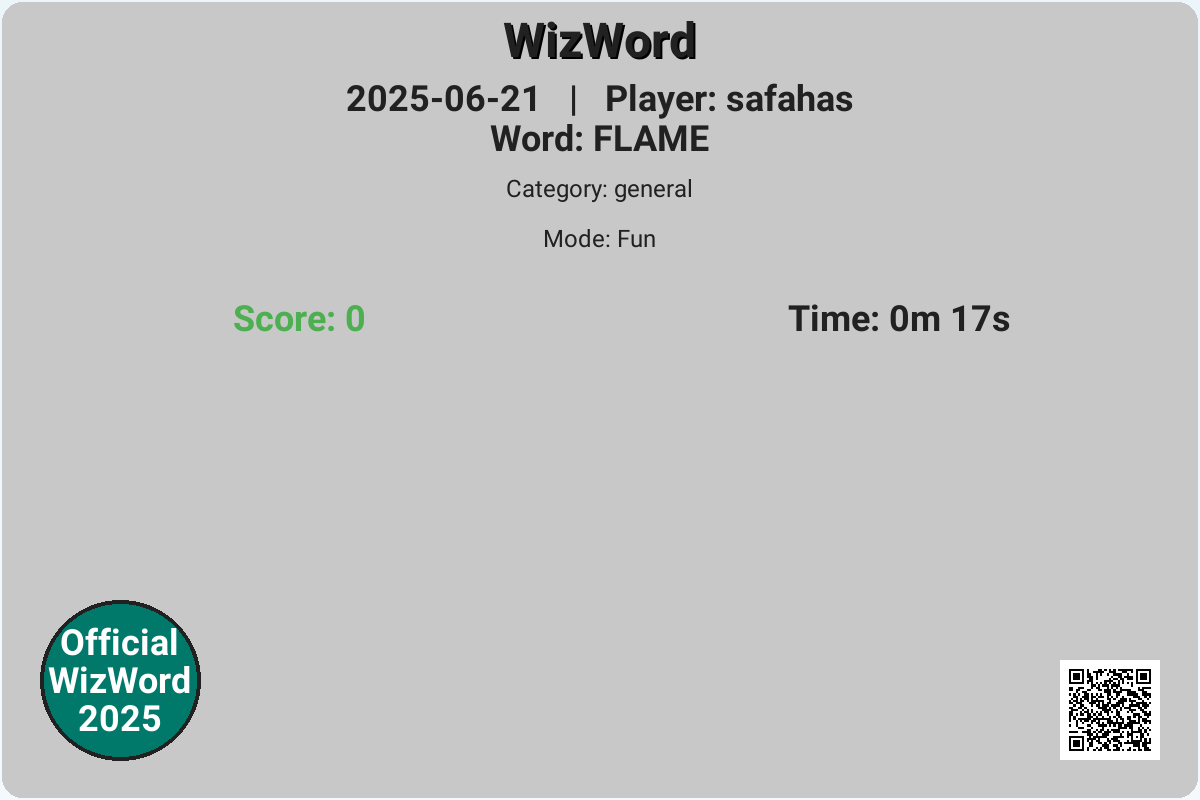 WizWord
2025-06-21 | Player: safahas
Word: FLAME
Category: general
Mode: Fun
Score: 0 Time: 0m 17s
Official
WizWord
2025